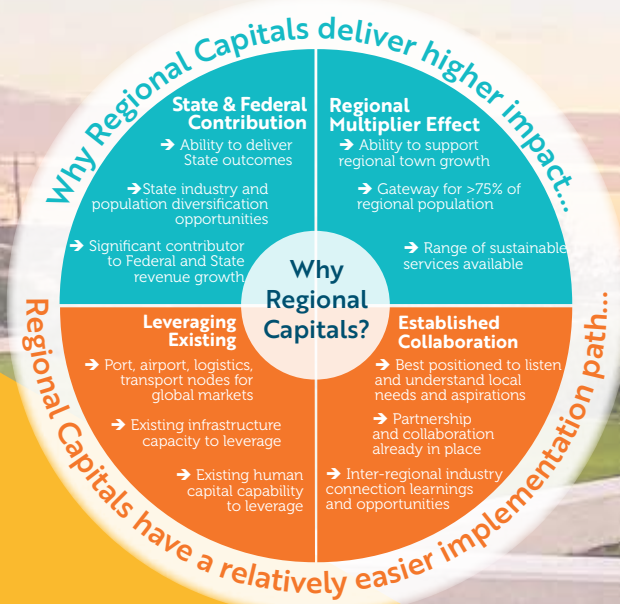 Why Regional Capitals deliver higher impact...
State & Federal
Contribution
➔ Ability to deliver
State outcomes
➔State industry and
population diversification
opportunities
➔ Significant contributor
to Federal and State
revenue growth
Regional
Multiplier Effect
➔ Ability to support
regional town growth
➔ Gateway for >75% of
regional population
➔ Range of sustainable
services available
Why
Regional
Capitals?
Leveraging
Existing
➔ Port, airport, logistics,
transport nodes for
global markets
➔ Existing infrastructure
capacity to leverage
➔ Existing human
capital capability
to leverage
Established
Collaboration
➔ Best positioned to listen
and understand local
needs and aspirations
➔ Partnership
and collaboration
already in place
➔ Inter-regional industry
connection learnings
and opportunities
Regional Capitals have a relatively easier implementation path...